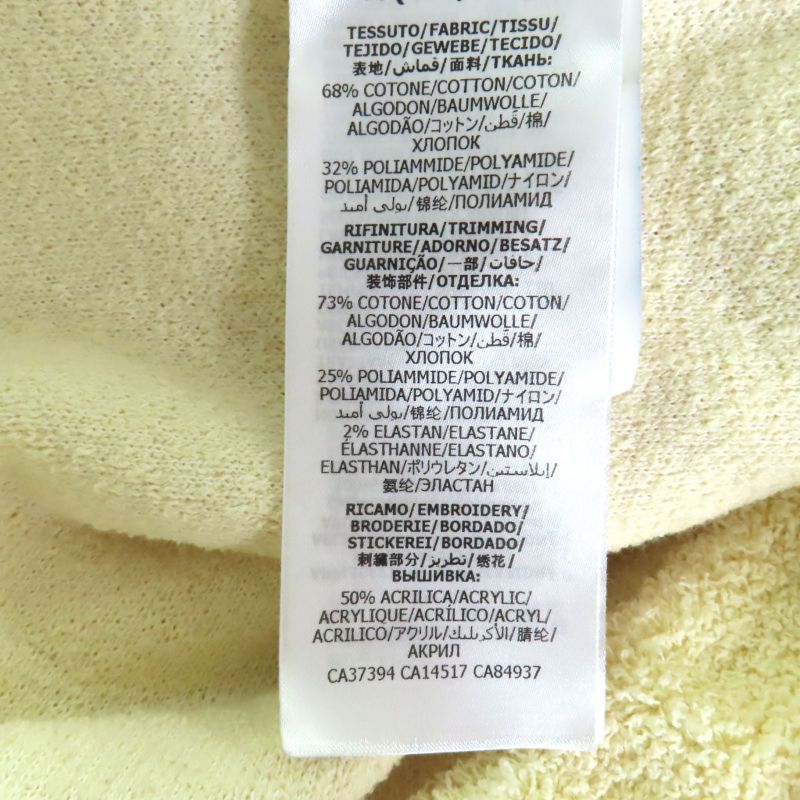 TESSUTO/FABRIC/TISSU/
TEJIDO/GEWEBE/TECIDO/
表地/قماش/面料/ТКАНЬ:
68% COTONE/COTTON/COTON/
ALGODON/BAUMWOLLE/
ALGODÃO/コットン/قطن/棉/
ХЛОПОК
32% POLIAMMIDE/POLYAMIDE/
POLIAMIDA/POLYAMID/ナイロン/
بولي أميد/锦纶/ПОЛИАМИД
RIFINITURA/TRIMMING/
GARNITURE/ADORNO/BESATZ/
GUARNIÇÃO/一部/حافات/
装饰部件/ОТДЕЛКА:
73% COTONE/COTTON/COTON/
ALGODON/BAUMWOLLE/
ALGODÃO/コットン/قطن/棉/
ХЛОПОК
25% POLIAMMIDE/POLYAMIDE/
POLIAMIDA/POLYAMID/ナイロン/
بولي أميد/锦纶/ПОЛИАМИД
2% ELASTAN/ELASTANE/
ÉLASTHANNE/ELASTANO/
ELASTHAN/ポリウレタン/إيلاستين/
氨纶/ЭЛАСТАН
RICAMO/EMBROIDERY/
BRODERIE/BORDADO/
STICKEREI/BORDADO/
刺繍部分/تطريز/绣花/
ВЫШИВКА:
50% ACRILICA/ACRYLIC/
ACRYLIQUE/ACRÍLICO/ACRYL/
ACRILICO/アクリル/الأكريليك/腈纶/
АКРИЛ
CA37394 CA14517 CA84937